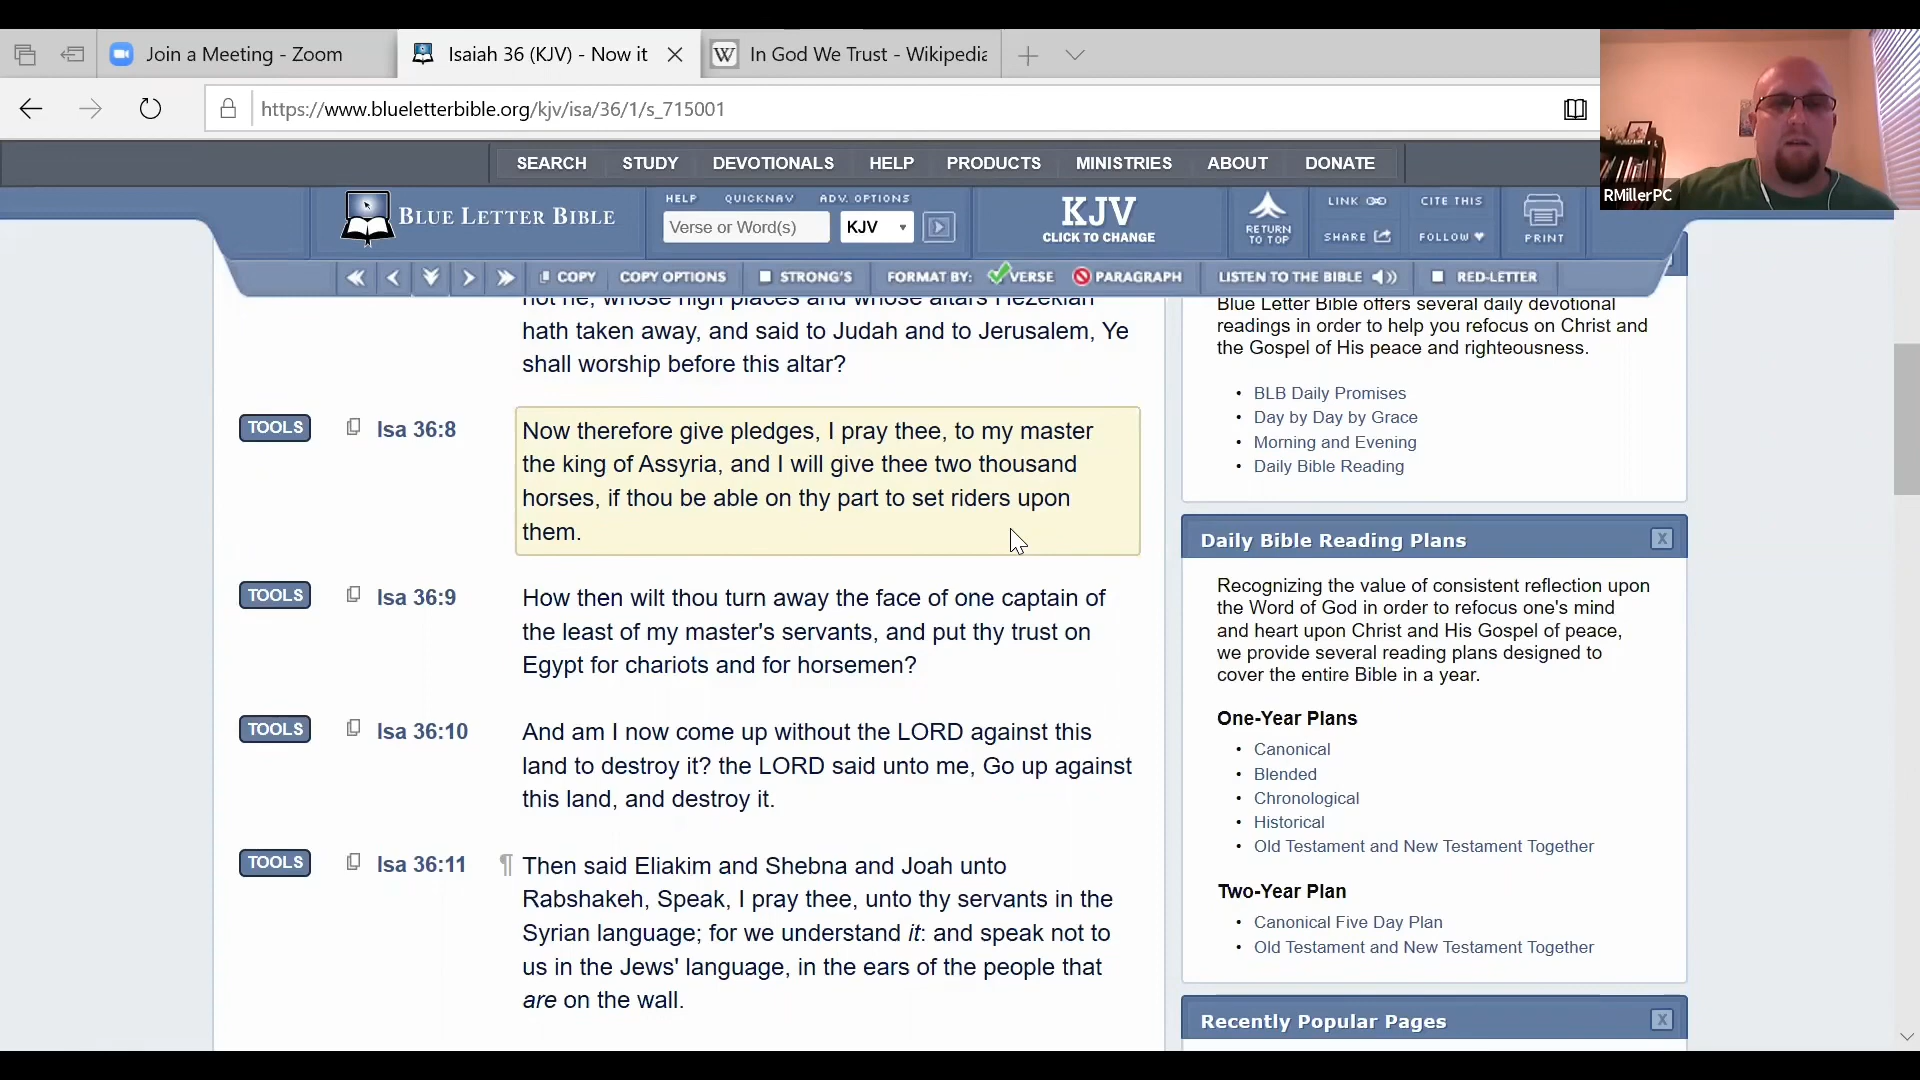 Join a Meeting - Zoom
Isaiah 36 (KJV) - Now it
In God We Trust - Wikipedia
https://www.blueletterbible.org/kjv/isa/36/1/s_715001
RMillerPC
SEARCH STUDY DEVOTIONALS HELP PRODUCTS MINISTRIES ABOUT DONATE
BLUE LETTER BIBLE
HELP QUICKNAV ADV. OPTIONS
Verse or Word(s)
KJV
KJV
CLICK TO CHANGE
RETURN
TO TOP
LINK
CITE THIS
SHARE
FOLLOW
PRINT
COPY COPY OPTIONS STRONG'S FORMAT BY: VERSE PARAGRAPH LISTEN TO THE BIBLE RED-LETTER
not he, whose high places and whose altars Hezekiah
hath taken away, and said to Judah and to Jerusalem, Ye
shall worship before this altar?
TOOLS Isa 36:8
Now therefore give pledges, I pray thee, to my master
the king of Assyria, and I will give thee two thousand
horses, if thou be able on thy part to set riders upon
them.
TOOLS Isa 36:9
How then wilt thou turn away the face of one captain of
the least of my master's servants, and put thy trust on
Egypt for chariots and for horsemen?
TOOLS Isa 36:10
And am I now come up without the LORD against this
land to destroy it? the LORD said unto me, Go up against
this land, and destroy it.
TOOLS Isa 36:11
¶ Then said Eliakim and Shebna and Joah unto
Rabshakeh, Speak, I pray thee, unto thy servants in the
Syrian language; for we understand it: and speak not to
us in the Jews' language, in the ears of the people that
are on the wall.
Blue Letter Bible offers several daily devotional
readings in order to help you refocus on Christ and
the Gospel of His peace and righteousness.
• BLB Daily Promises
• Day by Day by Grace
• Morning and Evening
• Daily Bible Reading
Daily Bible Reading Plans X
Recognizing the value of consistent reflection upon
the Word of God in order to refocus one's mind
and heart upon Christ and His Gospel of peace,
we provide several reading plans designed to
cover the entire Bible in a year.
One-Year Plans
• Canonical
• Blended
• Chronological
• Historical
• Old Testament and New Testament Together
Two-Year Plan
• Canonical Five Day Plan
• Old Testament and New Testament Together
Recently Popular Pages X